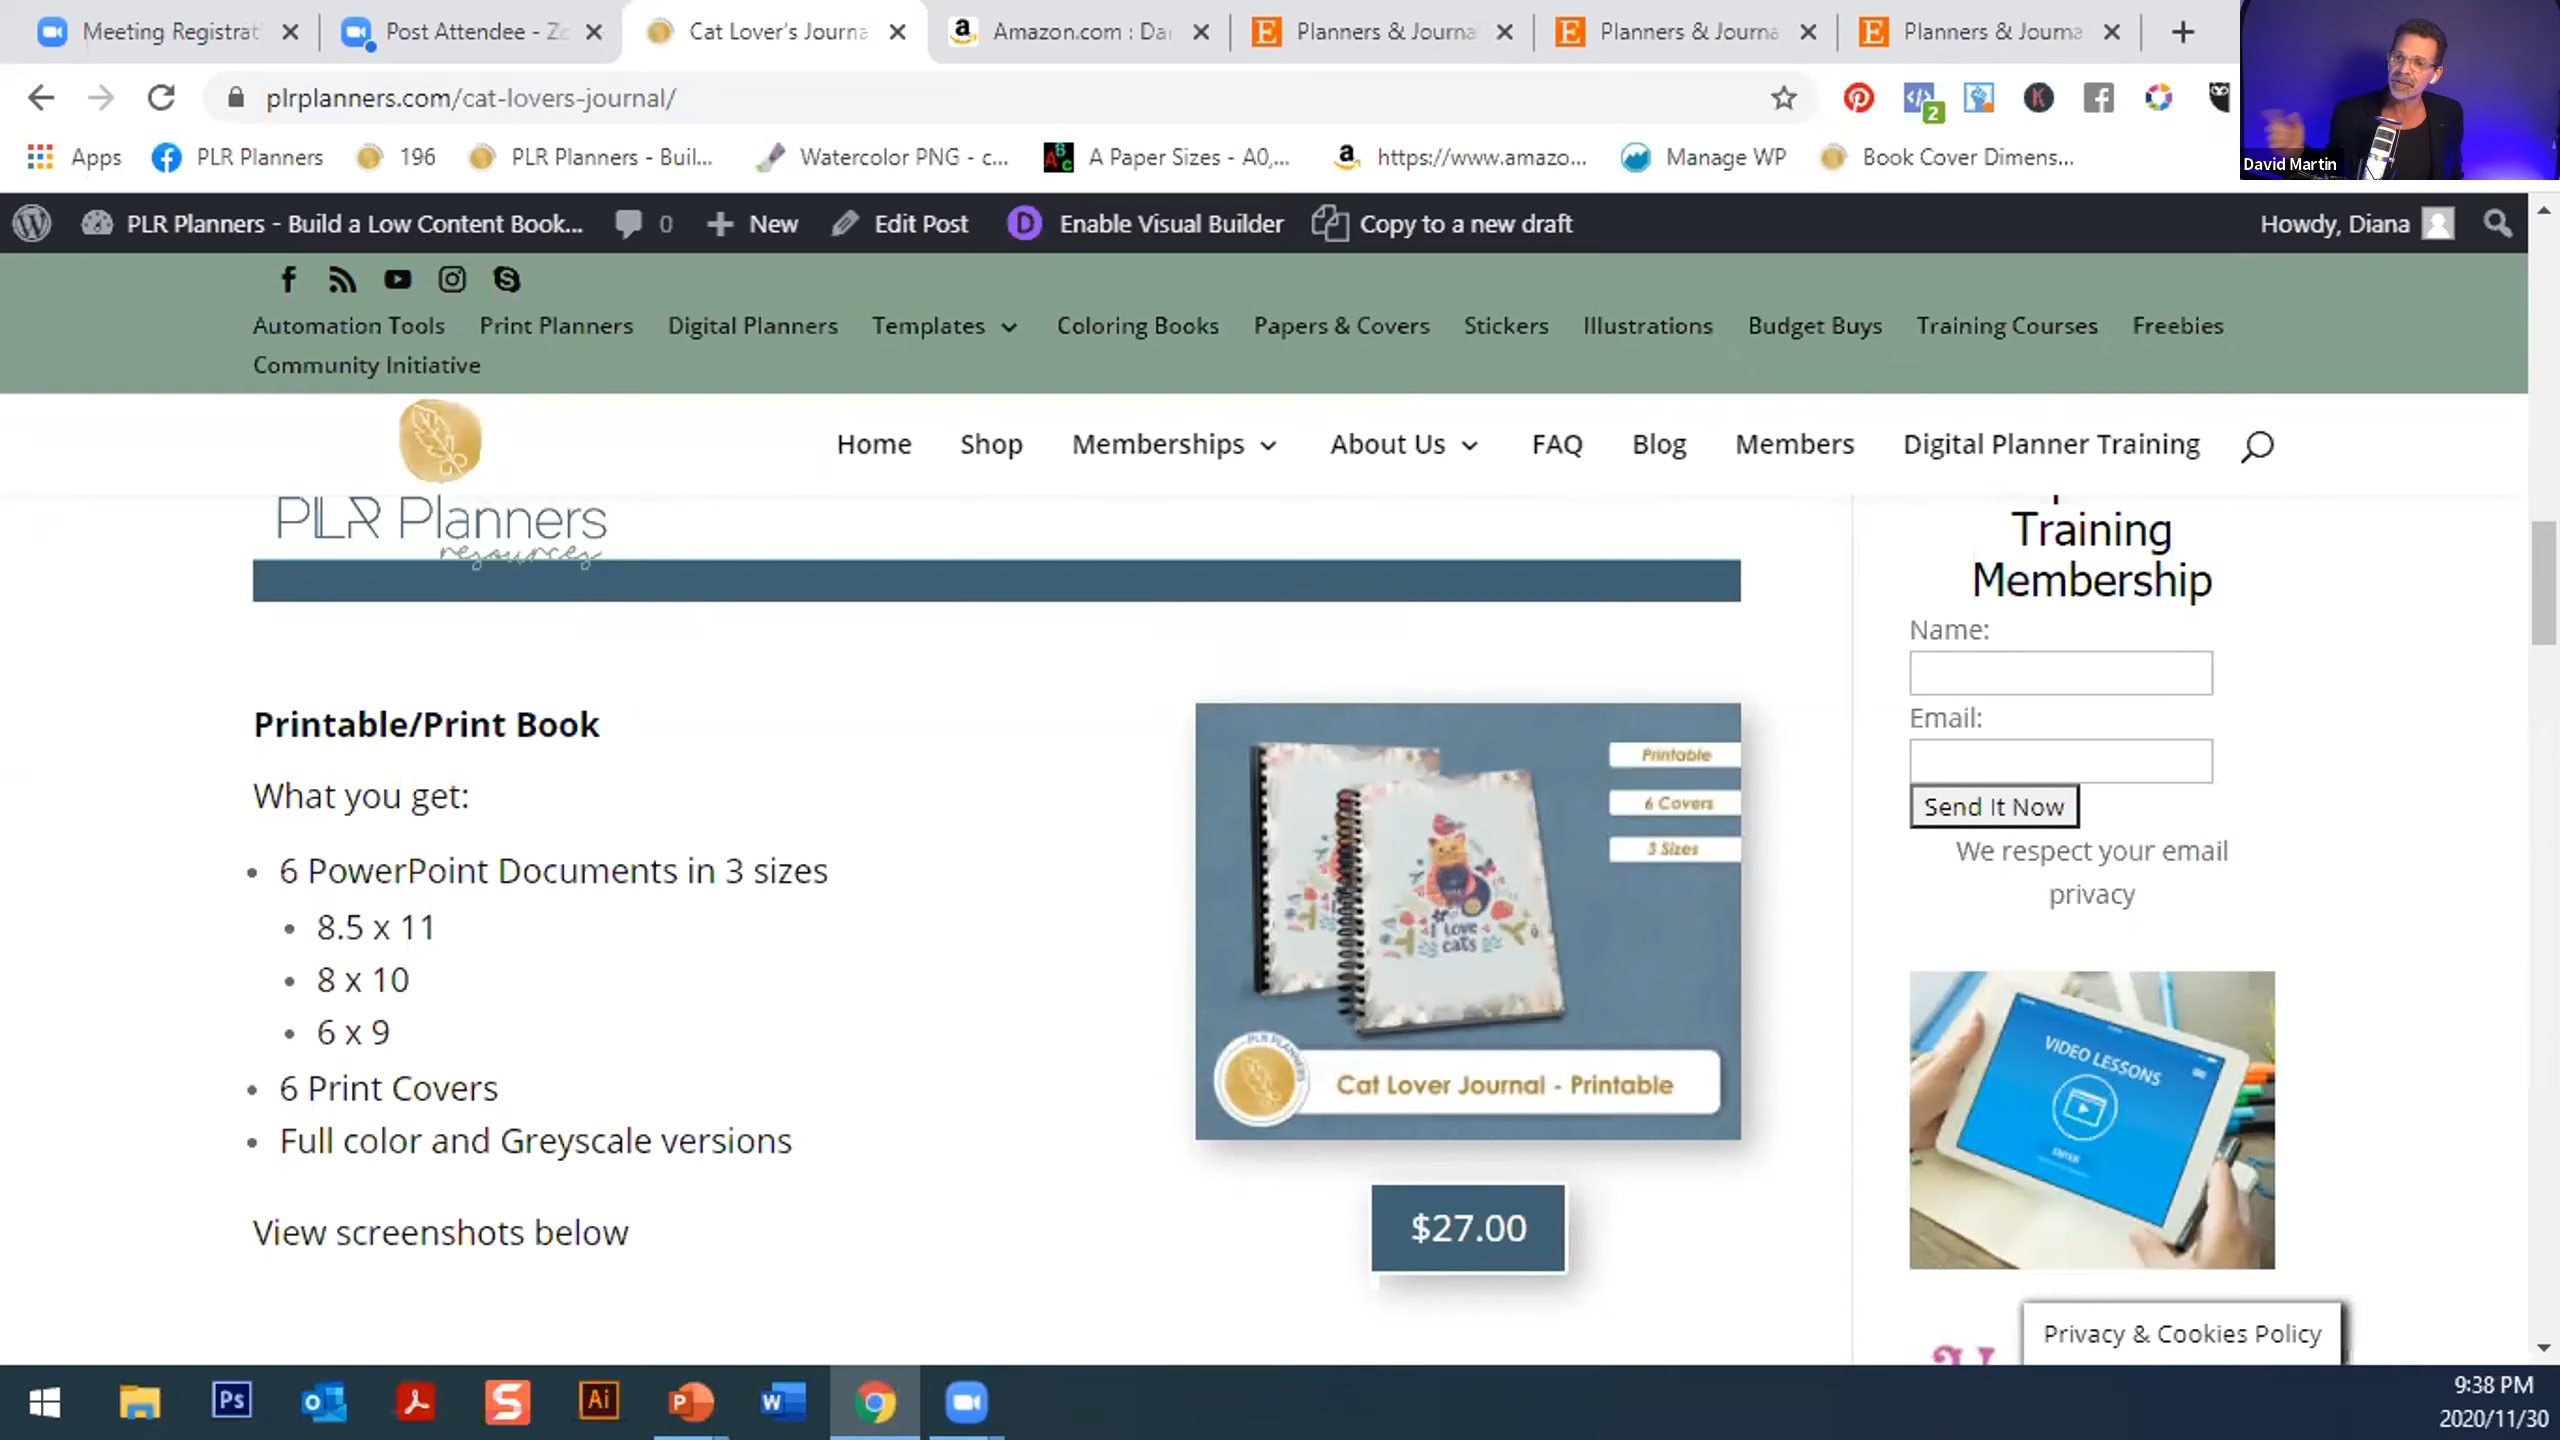 Meeting Registrat
Post Attendee - Zo
Cat Lover's Journa
Amazon.com : Da
Planners & Journa
Planners & Journa
Planners & Journa
plrplanners.com/cat-lovers-journal/
2
David Martin
Apps
PLR Planners
196
PLR Planners - Buil...
Watercolor PNG - c...
A Paper Sizes - A0,...
https://www.amazo...
Manage WP
Book Cover Dimens...
PLR Planners - Build a Low Content Book...
0
New
Edit Post
Enable Visual Builder
Copy to a new draft
Howdy, Diana
Automation Tools
Print Planners
Digital Planners
Templates
Coloring Books
Papers & Covers
Stickers
Illustrations
Budget Buys
Training Courses
Freebies
Community Initiative
Home
Shop
Memberships
About Us
FAQ
Blog
Members
Digital Planner Training
PLR Planners
resources
Training
Membership
Name:
Email:
Send It Now
We respect your email
privacy
Printable/Print Book
What you get:
6 PowerPoint Documents in 3 sizes
8.5 x 11
8 x 10
6 x 9
6 Print Covers
Full color and Greyscale versions
View screenshots below
Printable
6 Covers
3 Sizes
I love
cats
PLR PLANNERS
Cat Lover Journal - Printable
$27.00
VIDEO LESSONS
ENTER
Privacy & Cookies Policy
9:38 PM
2020/11/30